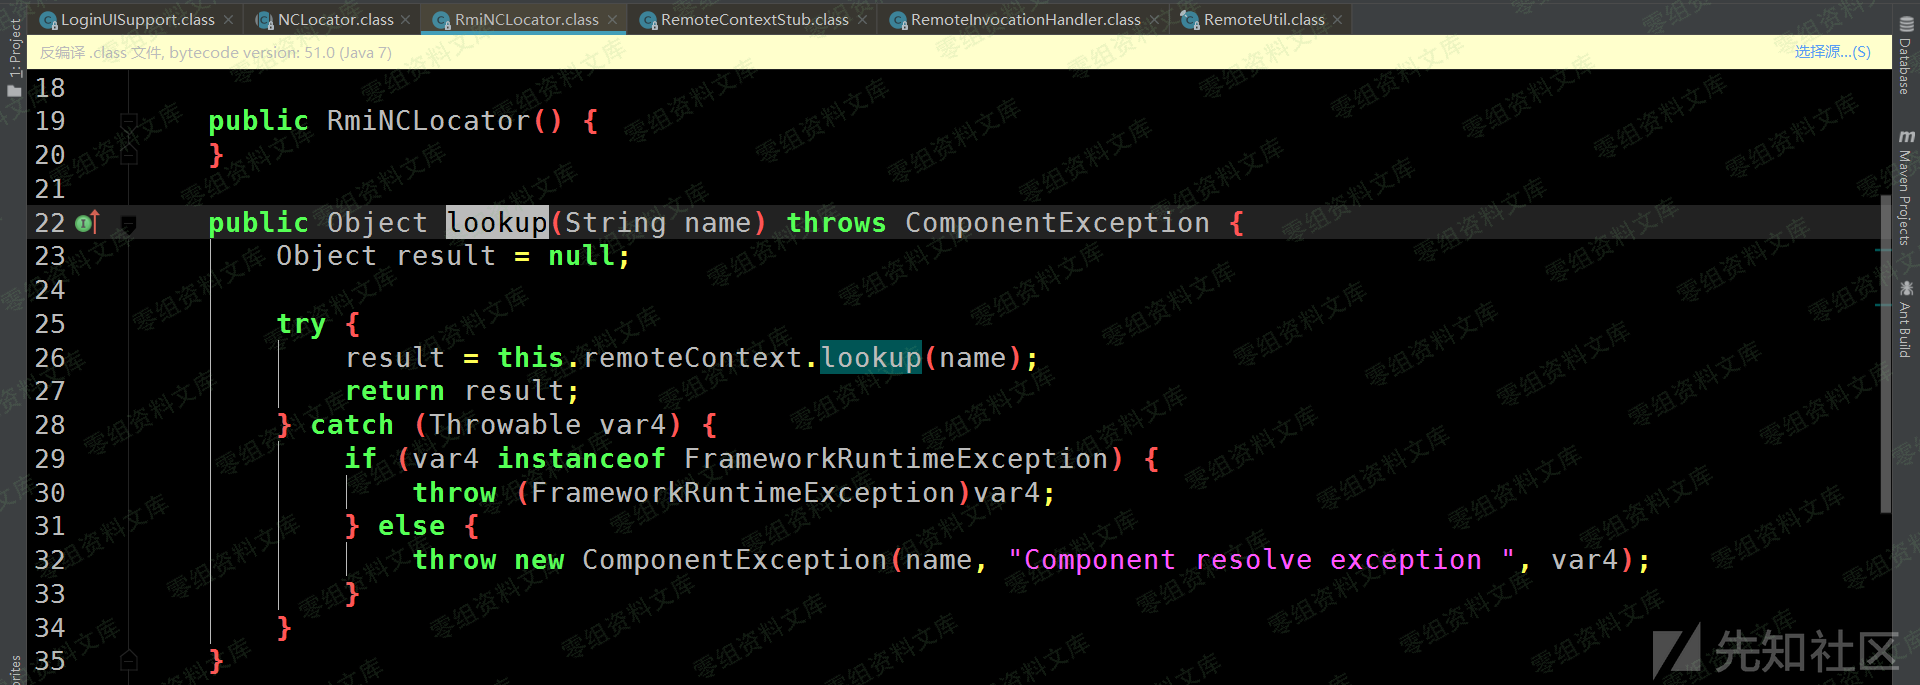 LoginUISupport.class NCLocator.class RmiNCLocator.class RemoteContextStub.class RemoteInvocationHandler.class RemoteUtil.class
反编译 .class 文件, bytecode version: 51.0 (Java 7) 选择源...(S)
1: Project
18
19 public RmiNCLocator() {
20 }
21
22 public Object lookup(String name) throws ComponentException {
23 Object result = null;
24
25 try {
26 result = this.remoteContext.lookup(name);
27 return result;
28 } catch (Throwable var4) {
29 if (var4 instanceof FrameworkRuntimeException) {
30 throw (FrameworkRuntimeException)var4;
31 } else {
32 throw new ComponentException(name, "Component resolve exception ", var4);
33 }
34 }
35 }
Database
m Maven Projects
Ant Build
零组资料文库
先知社区